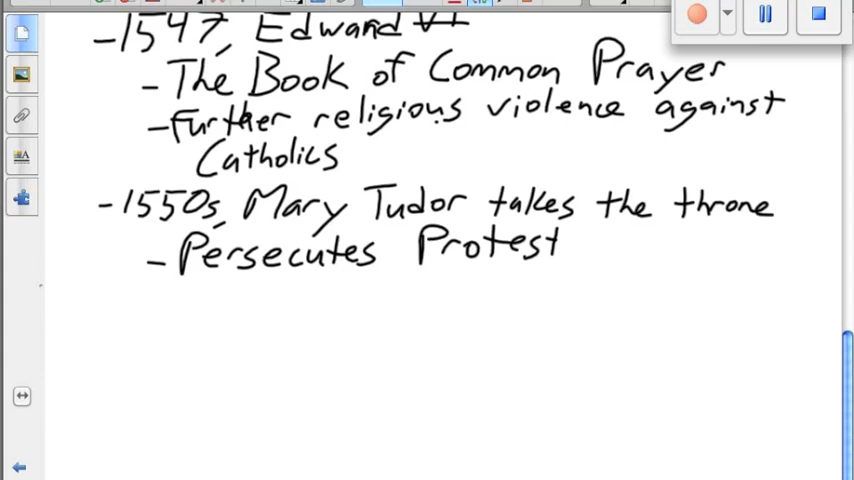 -1547, Edward VI
- The Book of Common Prayer
- Further religious violence against
Catholics
- 1550s, Mary Tudor takes the throne
- Persecutes Protest